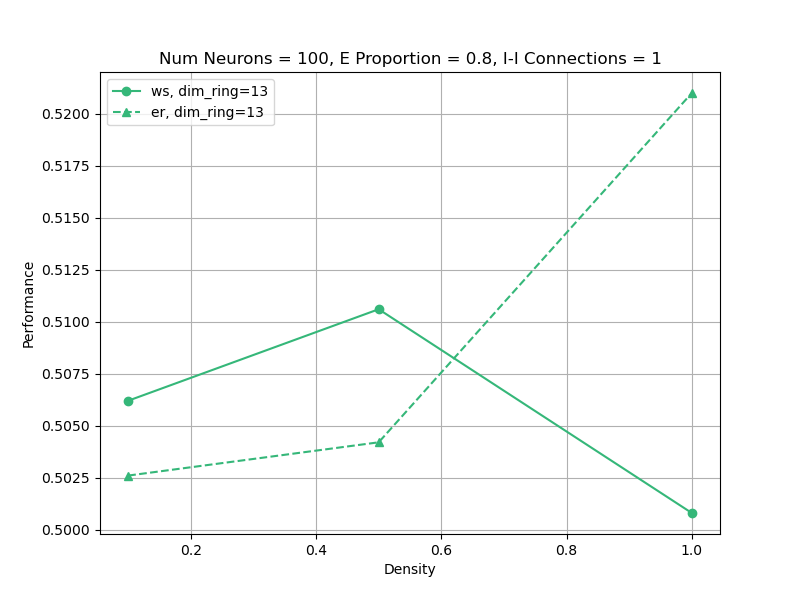 Num Neurons = 100, E Proportion = 0.8, I-I Connections = 1
ws, dim_ring=13
er, dim_ring=13
Performance
0.5200
0.5175
0.5150
0.5125
0.5100
0.5075
0.5050
0.5025
0.5000
0.2 0.4 0.6 0.8 1.0
Density